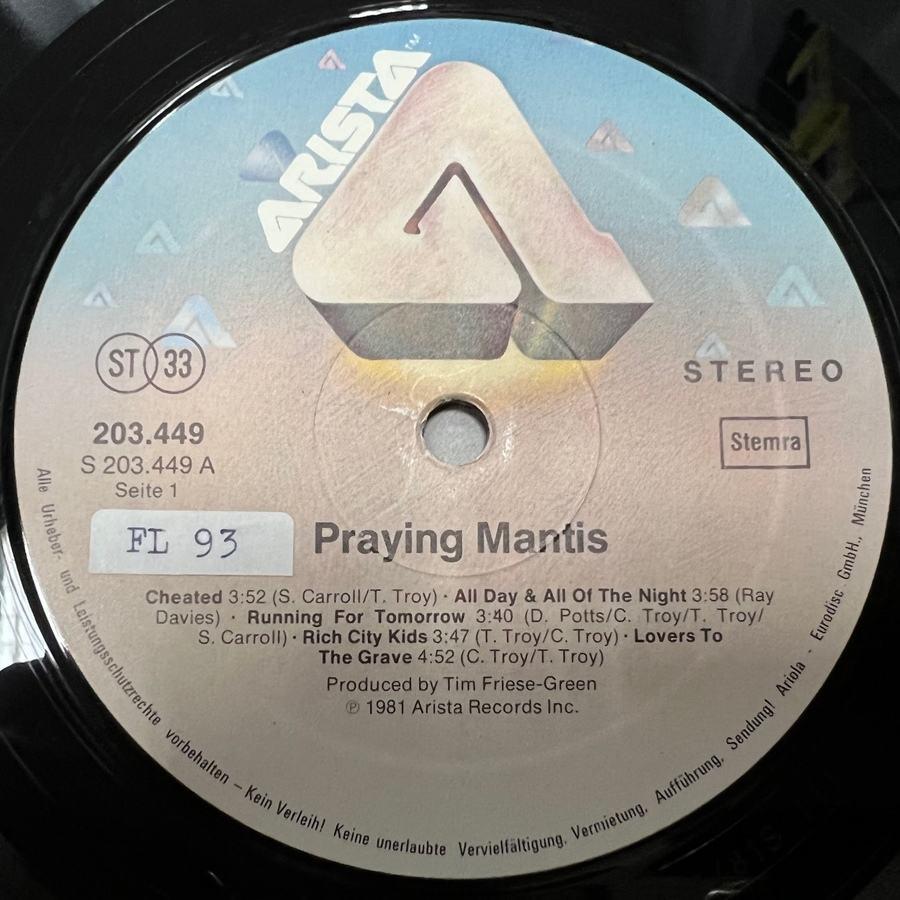 ARISTA™
ST 33
STEREO
203.449
S 203.449 A
Seite 1
Stemra
FL 93
Praying Mantis
Cheated 3:52 (S. Carroll/T. Troy) · All Day & All Of The Night 3:58 (Ray
Davies) · Running For Tomorrow 3:40 (D. Potts/C. Troy/T. Troy/
S. Carroll) · Rich City Kids 3:47 (T. Troy/C. Troy) · Lovers To
The Grave 4:52 (C. Troy/T. Troy)
Produced by Tim Friese-Green
℗ 1981 Arista Records Inc.
Alle Urheber- und Leistungsschutzrechte vorbehalten – Kein Verleih! Keine unerlaubte Vervielfältigung, Vermietung, Aufführung, Sendung! Ariola - Eurodisc GmbH., München